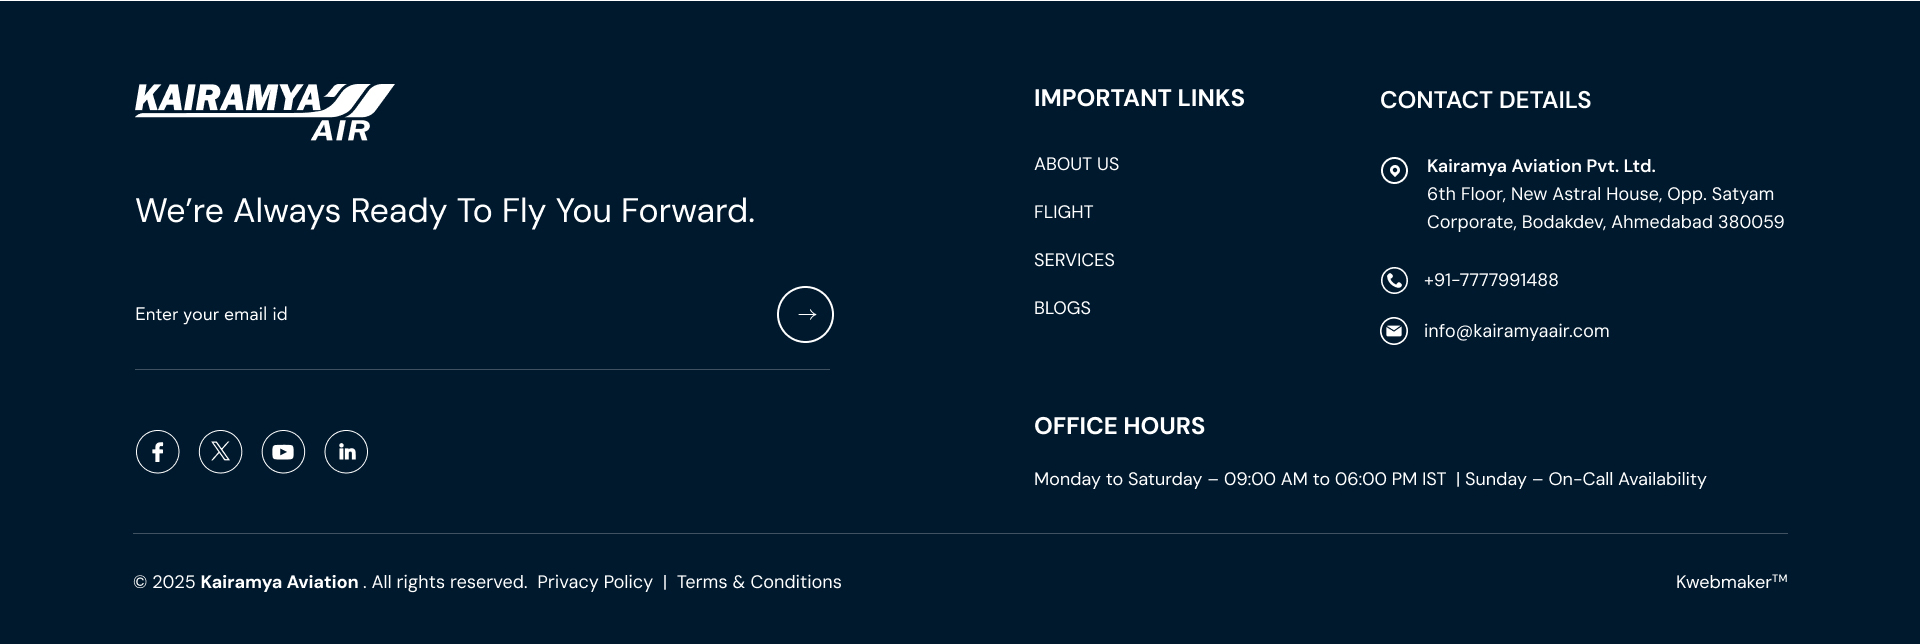 KAIRAMYA
AIR
We’re Always Ready To Fly You Forward.
Enter your email id
IMPORTANT LINKS
ABOUT US
FLIGHT
SERVICES
BLOGS
CONTACT DETAILS
Kairamya Aviation Pvt. Ltd.
6th Floor, New Astral House, Opp. Satyam
Corporate, Bodakdev, Ahmedabad 380059
+91-7777991488
info@kairamyaair.com
OFFICE HOURS
Monday to Saturday – 09:00 AM to 06:00 PM IST | Sunday – On-Call Availability
© 2025 Kairamya Aviation . All rights reserved. Privacy Policy | Terms & Conditions
Kwebmaker™